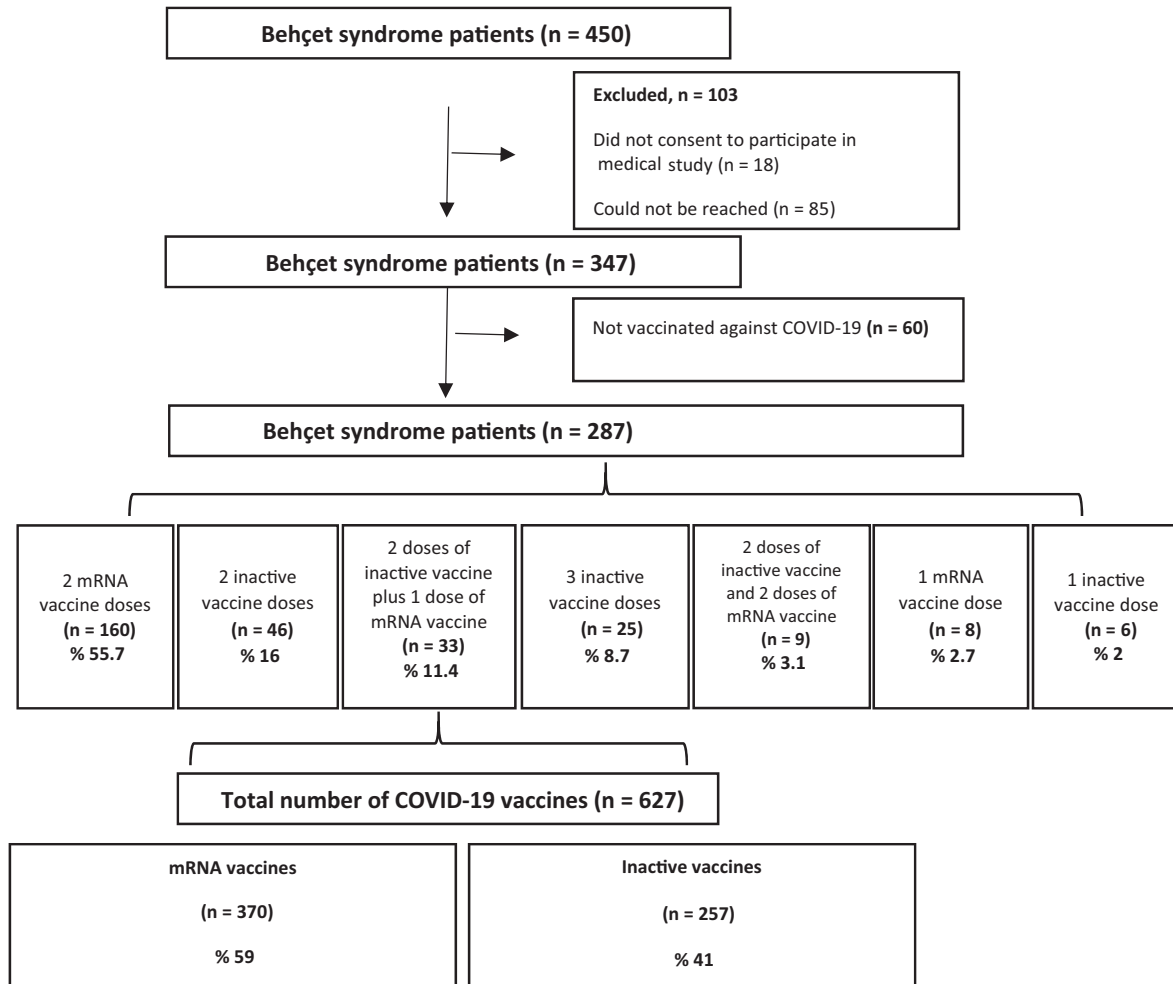 Behçet syndrome patients (n = 450)
Excluded, n = 103
Did not consent to participate in
medical study (n = 18)
Could not be reached (n = 85)
Behçet syndrome patients (n = 347)
Not vaccinated against COVID-19 (n = 60)
Behçet syndrome patients (n = 287)
2 mRNA
vaccine doses
(n = 160)
% 55.7
2 inactive
vaccine doses
(n = 46)
% 16
2 doses of
inactive vaccine
plus 1 dose of
mRNA vaccine
(n = 33)
% 11.4
3 inactive
vaccine doses
(n = 25)
% 8.7
2 doses of
inactive vaccine
and 2 doses of
mRNA vaccine
(n = 9)
% 3.1
1 mRNA
vaccine dose
(n = 8)
% 2.7
1 inactive
vaccine dose
(n = 6)
% 2
Total number of COVID-19 vaccines (n = 627)
mRNA vaccines
(n = 370)
% 59
Inactive vaccines
(n = 257)
% 41